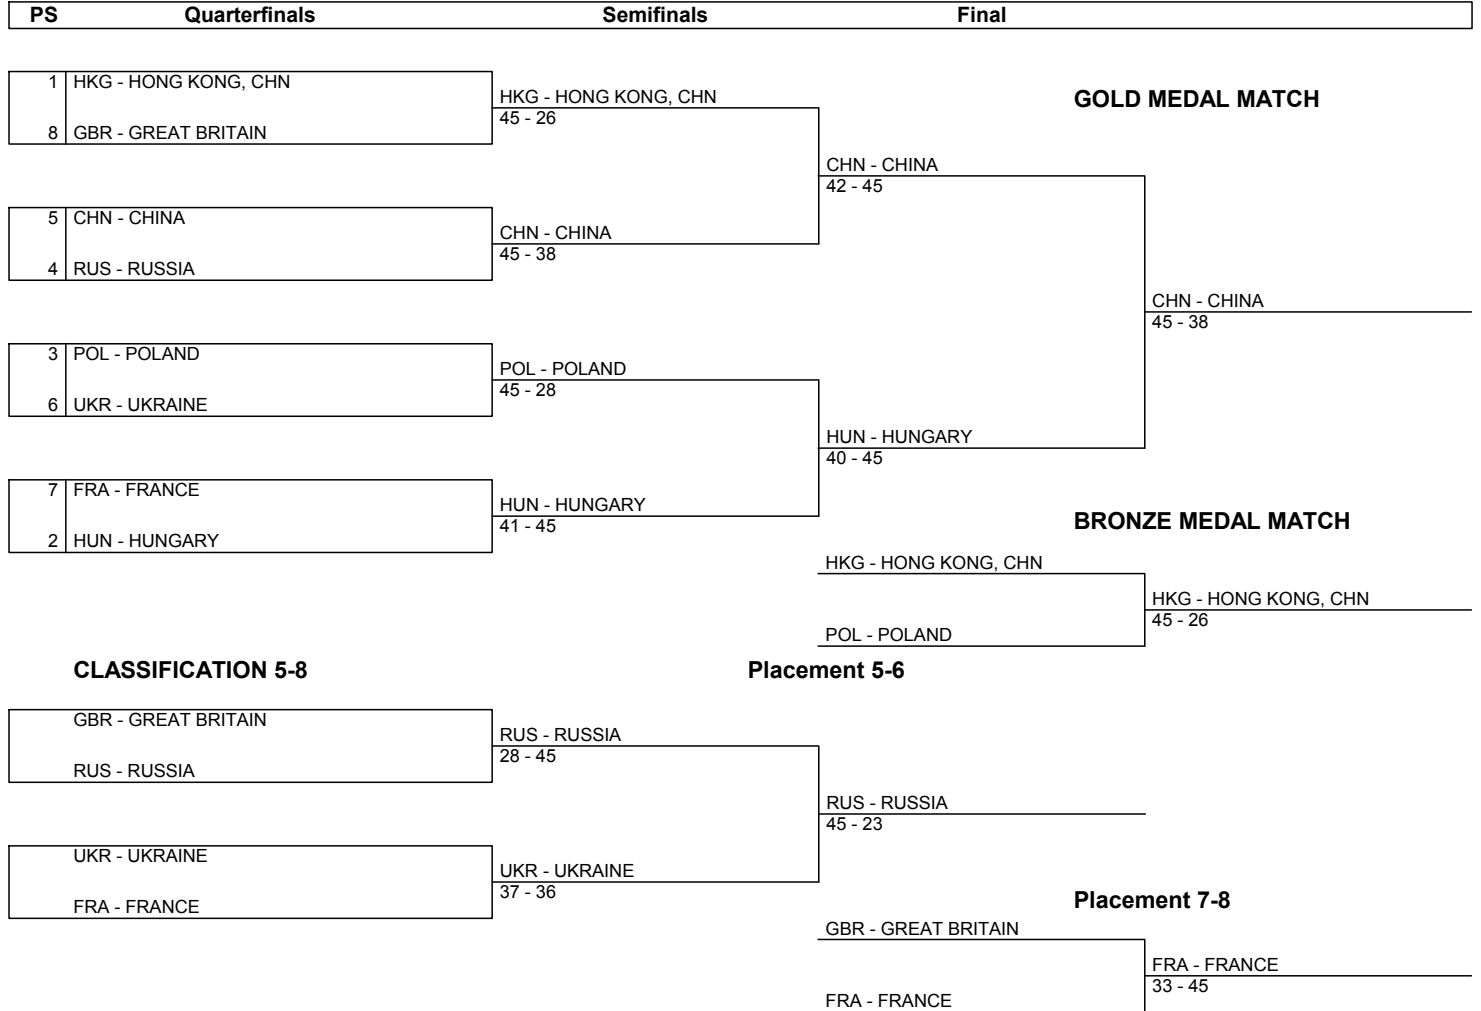 PS Quarterfinals Semifinals Final
1 HKG - HONG KONG, CHN
HKG - HONG KONG, CHN
GOLD MEDAL MATCH
45 - 26
8 GBR - GREAT BRITAIN
CHN - CHINA
42 - 45
5 CHN - CHINA
CHN - CHINA
45 - 38
4 RUS - RUSSIA
CHN - CHINA
45 - 38
3 POL - POLAND
POL - POLAND
45 - 28
6 UKR - UKRAINE
HUN - HUNGARY
40 - 45
7 FRA - FRANCE
HUN - HUNGARY
41 - 45
BRONZE MEDAL MATCH
2 HUN - HUNGARY
HKG - HONG KONG, CHN
HKG - HONG KONG, CHN
45 - 26
POL - POLAND
CLASSIFICATION 5-8 Placement 5-6
GBR - GREAT BRITAIN
RUS - RUSSIA
28 - 45
RUS - RUSSIA
RUS - RUSSIA
45 - 23
UKR - UKRAINE
UKR - UKRAINE
37 - 36
FRA - FRANCE
Placement 7-8
GBR - GREAT BRITAIN
FRA - FRANCE
33 - 45
FRA - FRANCE